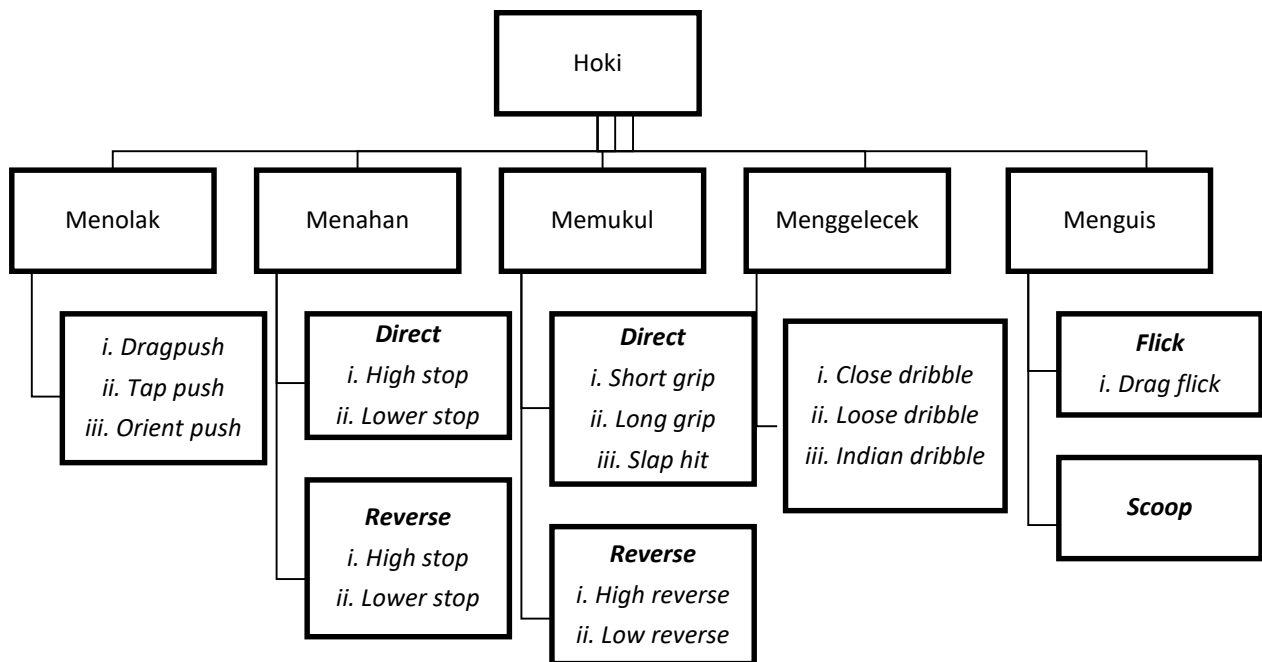 Hoki
Menolak
Menahan
Memukul
Menggelecek
Menguis
i. Dragpush
ii. Tap push
iii. Orient push
Direct
i. High stop
ii. Lower stop
Reverse
i. High stop
ii. Lower stop
Direct
i. Short grip
ii. Long grip
iii. Slap hit
Reverse
i. High reverse
ii. Low reverse
i. Close dribble
ii. Loose dribble
iii. Indian dribble
Flick
i. Drag flick
Scoop